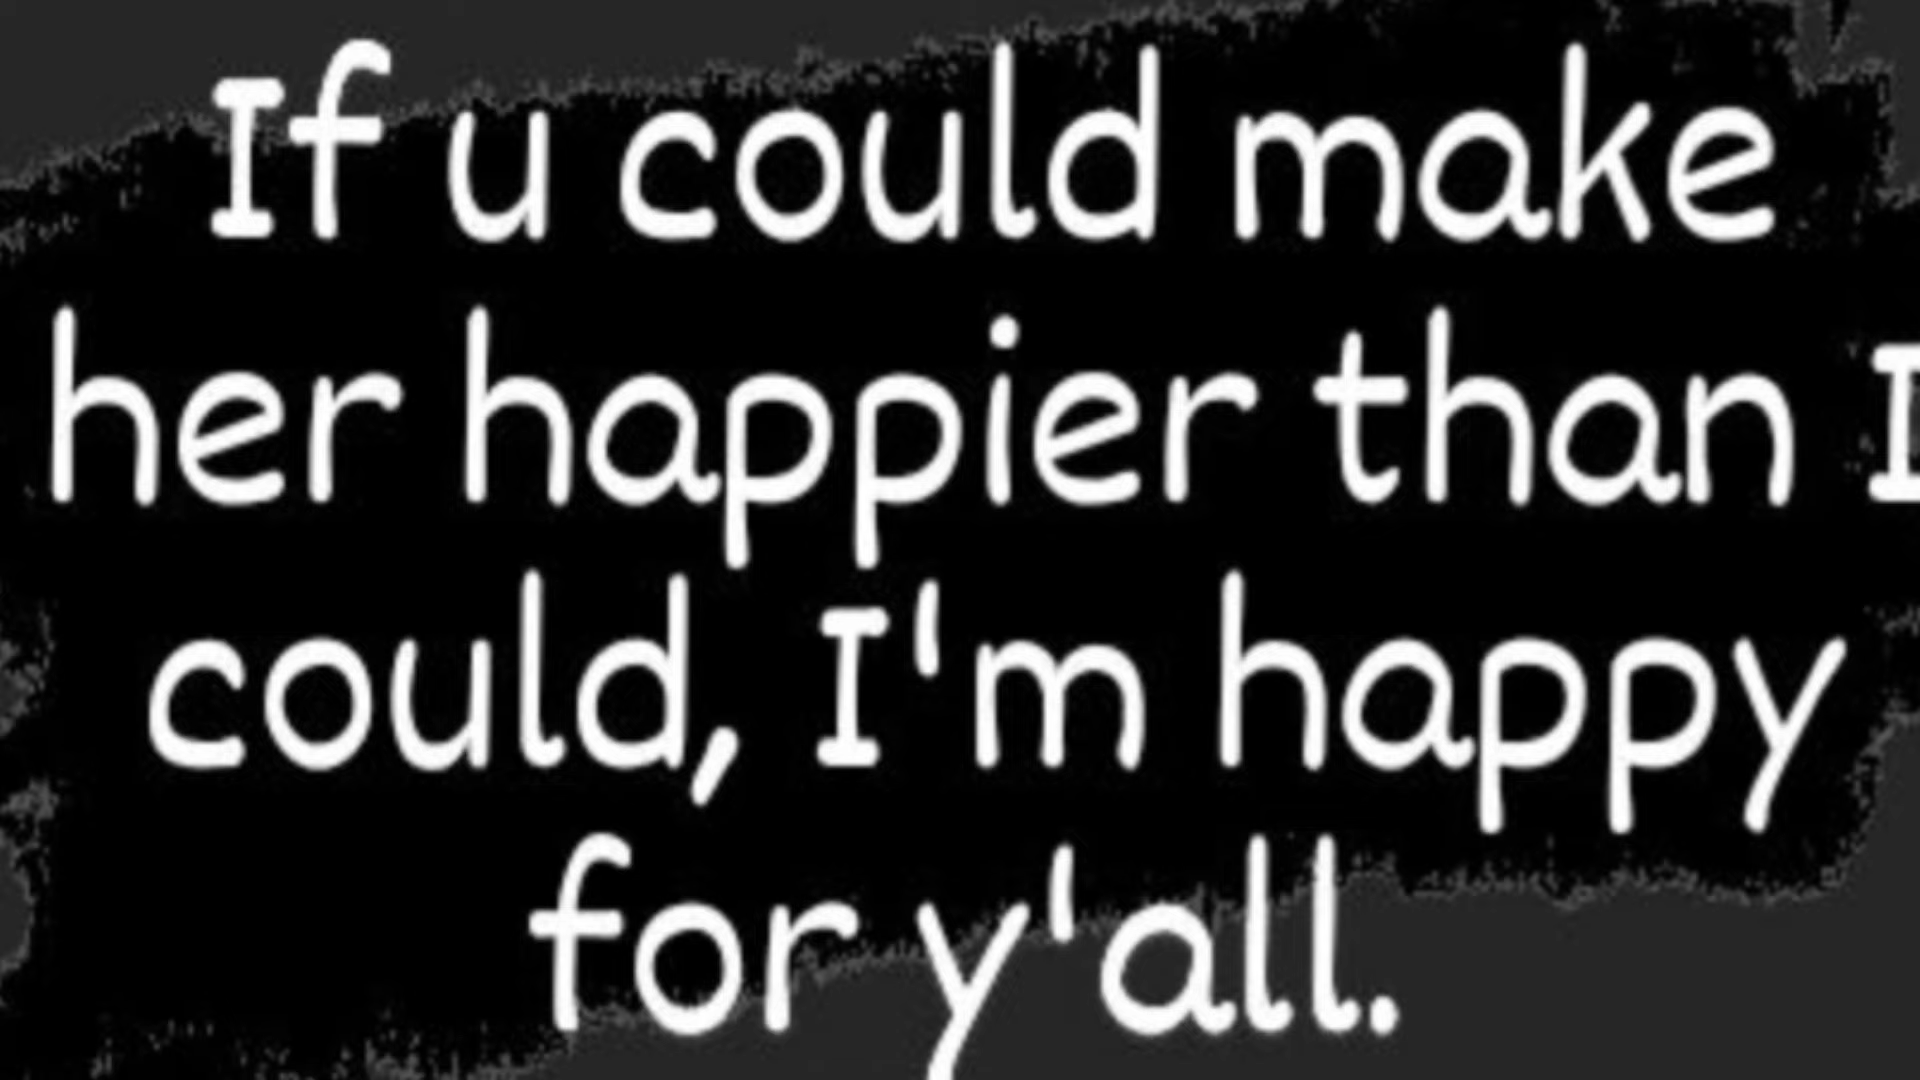 If u could make
her happier than I
could, I'm happy
for y'all.